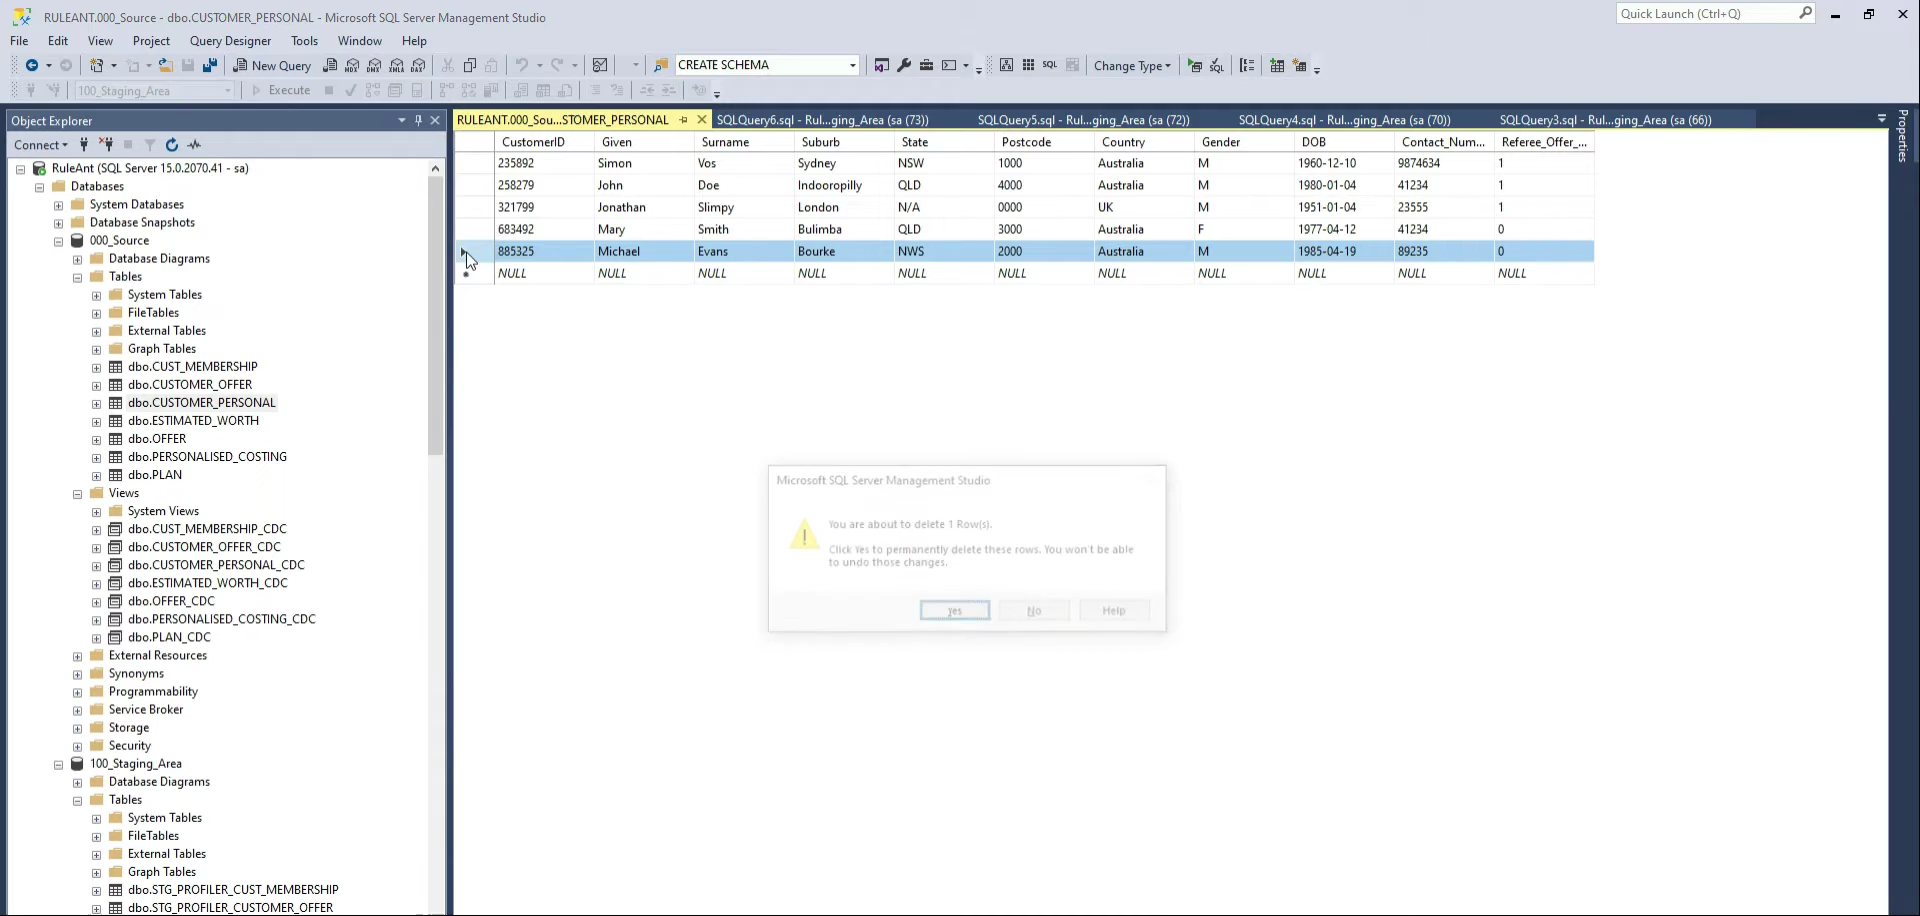 RULEANT.000_Source - dbo.CUSTOMER_PERSONAL - Microsoft SQL Server Management Studio
Quick Launch (Ctrl+Q)
File Edit View Project Query Designer Tools Window Help
New Query CREATE SCHEMA SQL Change Type
100_Staging_Area Execute
Object Explorer
RULEANT.000_Sou...STOMER_PERSONAL SQLQuery6.sql - Rul...ging_Area (sa (73)) SQLQuery5.sql - Rul...ging_Area (sa (72)) SQLQuery4.sql - Rul...ging_Area (sa (70)) SQLQuery3.sql - Rul...ging_Area (sa (66))
Properties
Connect
RuleAnt (SQL Server 15.0.2070.41 - sa)
Databases
System Databases
Database Snapshots
000_Source
Database Diagrams
Tables
System Tables
FileTables
External Tables
Graph Tables
dbo.CUST_MEMBERSHIP
dbo.CUSTOMER_OFFER
dbo.CUSTOMER_PERSONAL
dbo.ESTIMATED_WORTH
dbo.OFFER
dbo.PERSONALISED_COSTING
dbo.PLAN
Views
System Views
dbo.CUST_MEMBERSHIP_CDC
dbo.CUSTOMER_OFFER_CDC
dbo.CUSTOMER_PERSONAL_CDC
dbo.ESTIMATED_WORTH_CDC
dbo.OFFER_CDC
dbo.PERSONALISED_COSTING_CDC
dbo.PLAN_CDC
External Resources
Synonyms
Programmability
Service Broker
Storage
Security
100_Staging_Area
Database Diagrams
Tables
System Tables
FileTables
External Tables
Graph Tables
dbo.STG_PROFILER_CUST_MEMBERSHIP
dbo.STG_PROFILER_CUSTOMER_OFFER
CustomerID Given Surname Suburb State Postcode Country Gender DOB Contact_Num... Referee_Offer_...
235892 Simon Vos Sydney NSW 1000 Australia M 1960-12-10 9874634 1
258279 John Doe Indooropilly QLD 4000 Australia M 1980-01-04 41234 1
321799 Jonathan Slimpy London N/A 0000 UK M 1951-01-04 23555 1
683492 Mary Smith Bulimba QLD 3000 Australia F 1977-04-12 41234 0
885325 Michael Evans Bourke NWS 2000 Australia M 1985-04-19 89235 0
NULL NULL NULL NULL NULL NULL NULL NULL NULL NULL NULL
Microsoft SQL Server Management Studio
You are about to delete 1 Row(s).
Click Yes to permanently delete these rows. You won't be able
to undo those changes.
Yes No Help